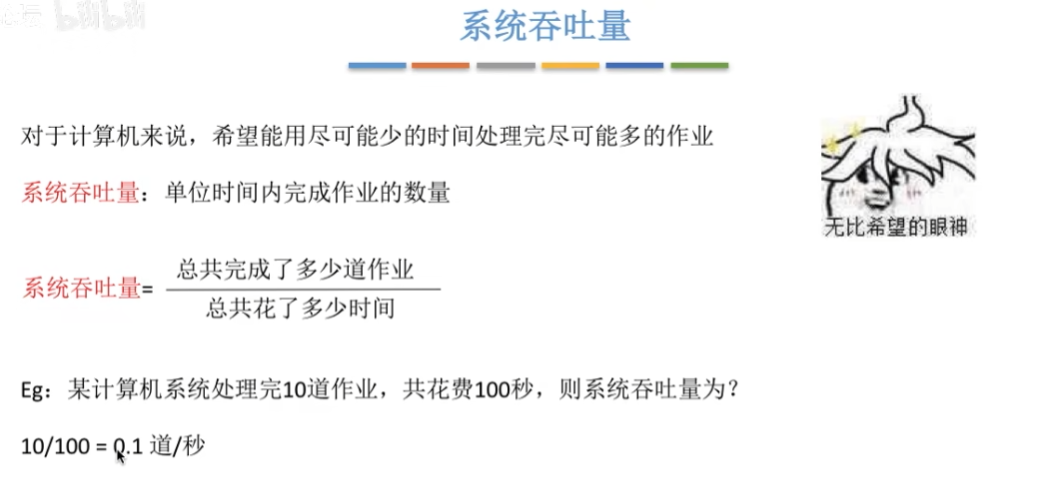 bilibili
系统吞吐量
对于计算机来说，希望能用尽可能少的时间处理完尽可能多的作业
系统吞吐量：单位时间内完成作业的数量
无比希望的眼神
系统吞吐量=
总共完成了多少道作业
总共花了多少时间
Eg：某计算机系统处理完10道作业，共花费100秒，则系统吞吐量为？
10/100 = 0.1 道/秒